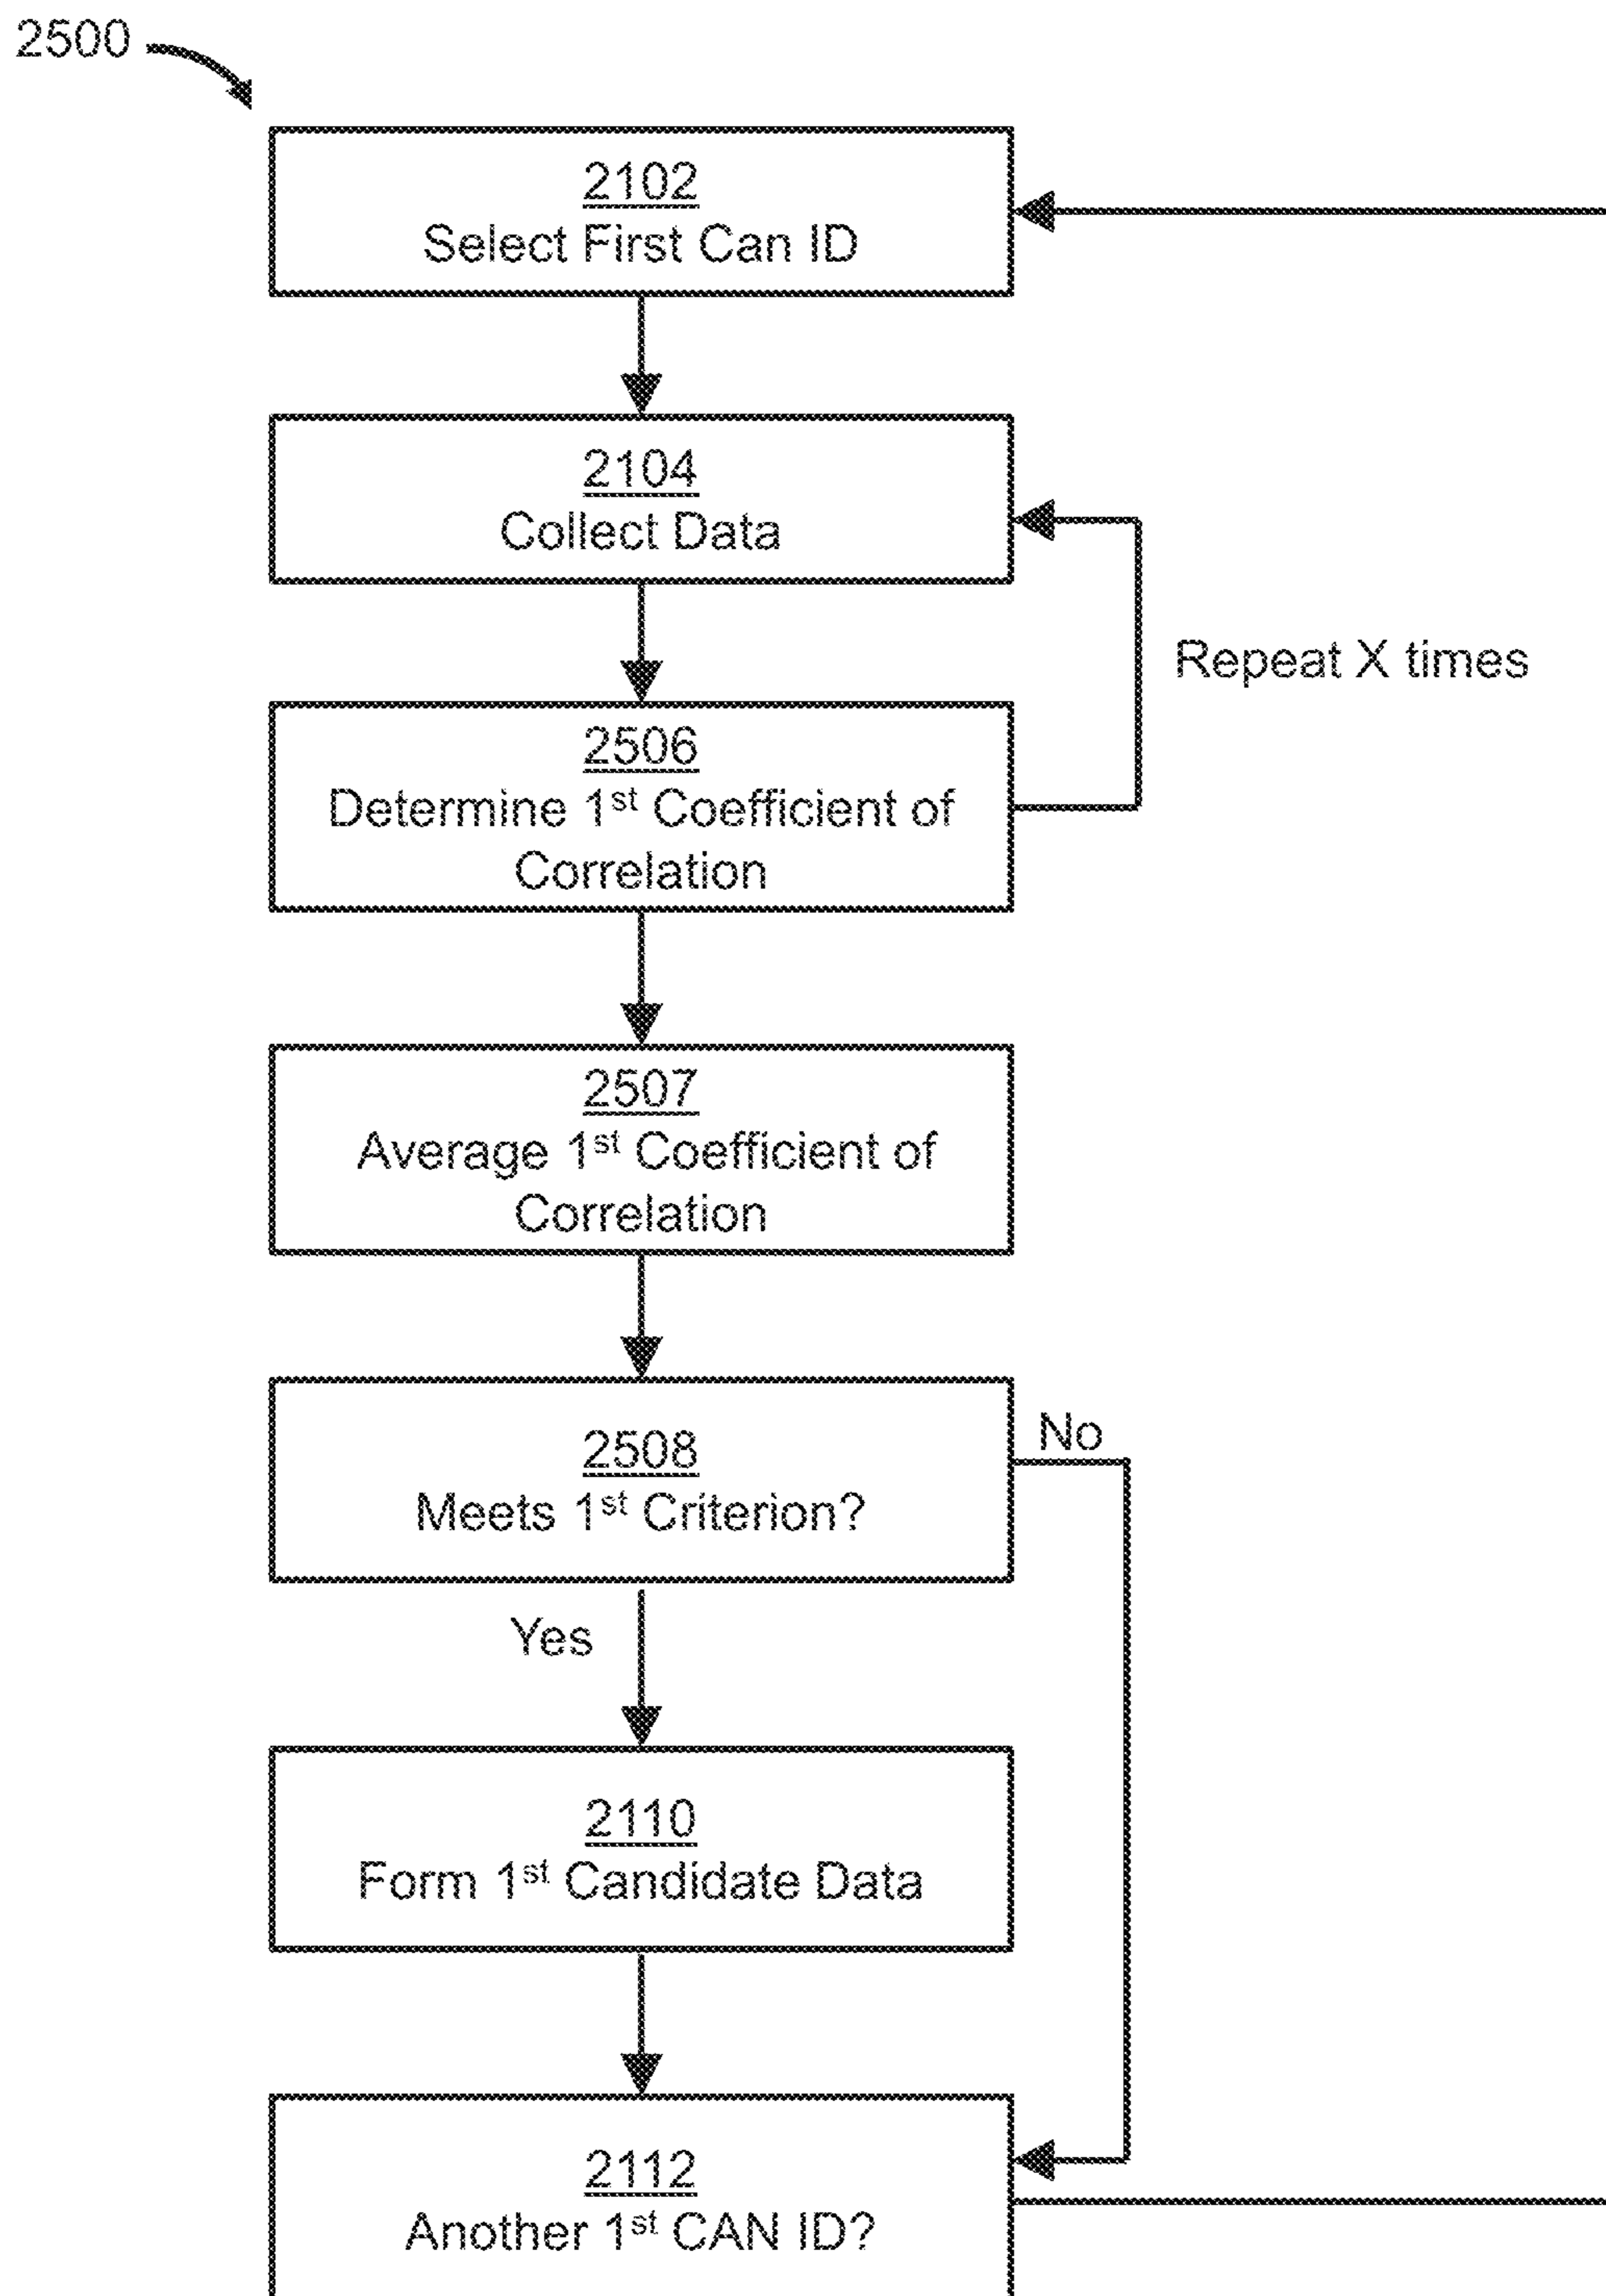 2500
2102
Select First Can ID
2104
Collect Data
Repeat X times
2506
Determine 1st Coefficient of
Correlation
2507
Average 1st Coefficient of
Correlation
No
2508
Meets 1st Criterion?
Yes
2110
Form 1st Candidate Data
2112
Another 1st CAN ID?